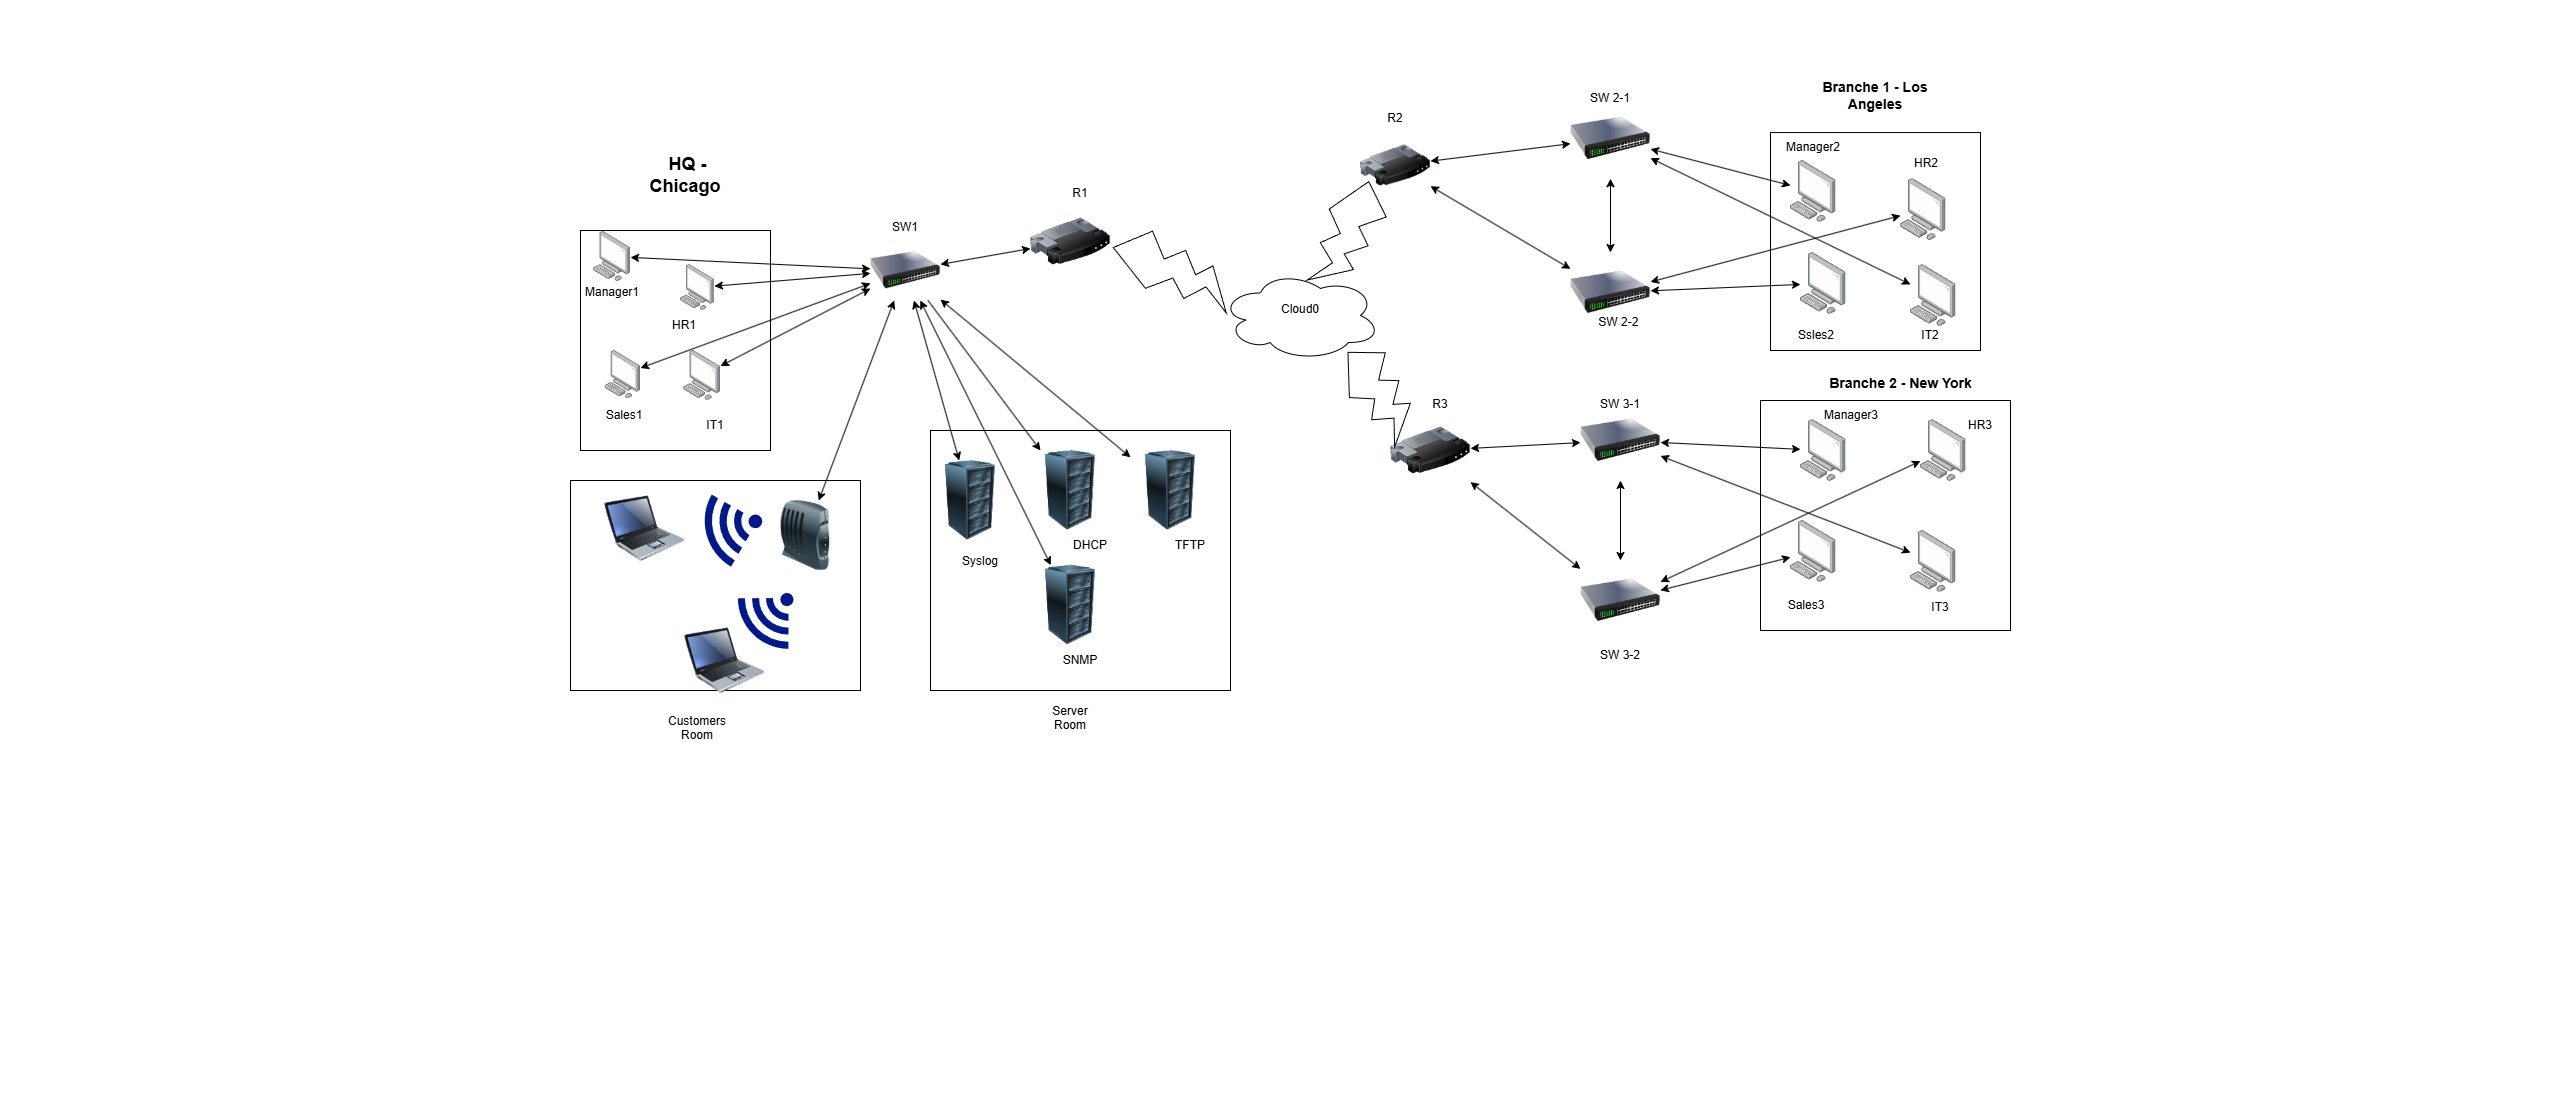 HQ -
Chicago
Manager1
HR1
Sales1
IT1
SW1
R1
Customers
Room
Syslog
DHCP
TFTP
SNMP
Server
Room
Cloud0
R2
SW 2-1
SW 2-2
Branche 1 - Los
Angeles
Manager2
HR2
Ssles2
IT2
R3
SW 3-1
SW 3-2
Branche 2 - New York
Manager3
HR3
Sales3
IT3